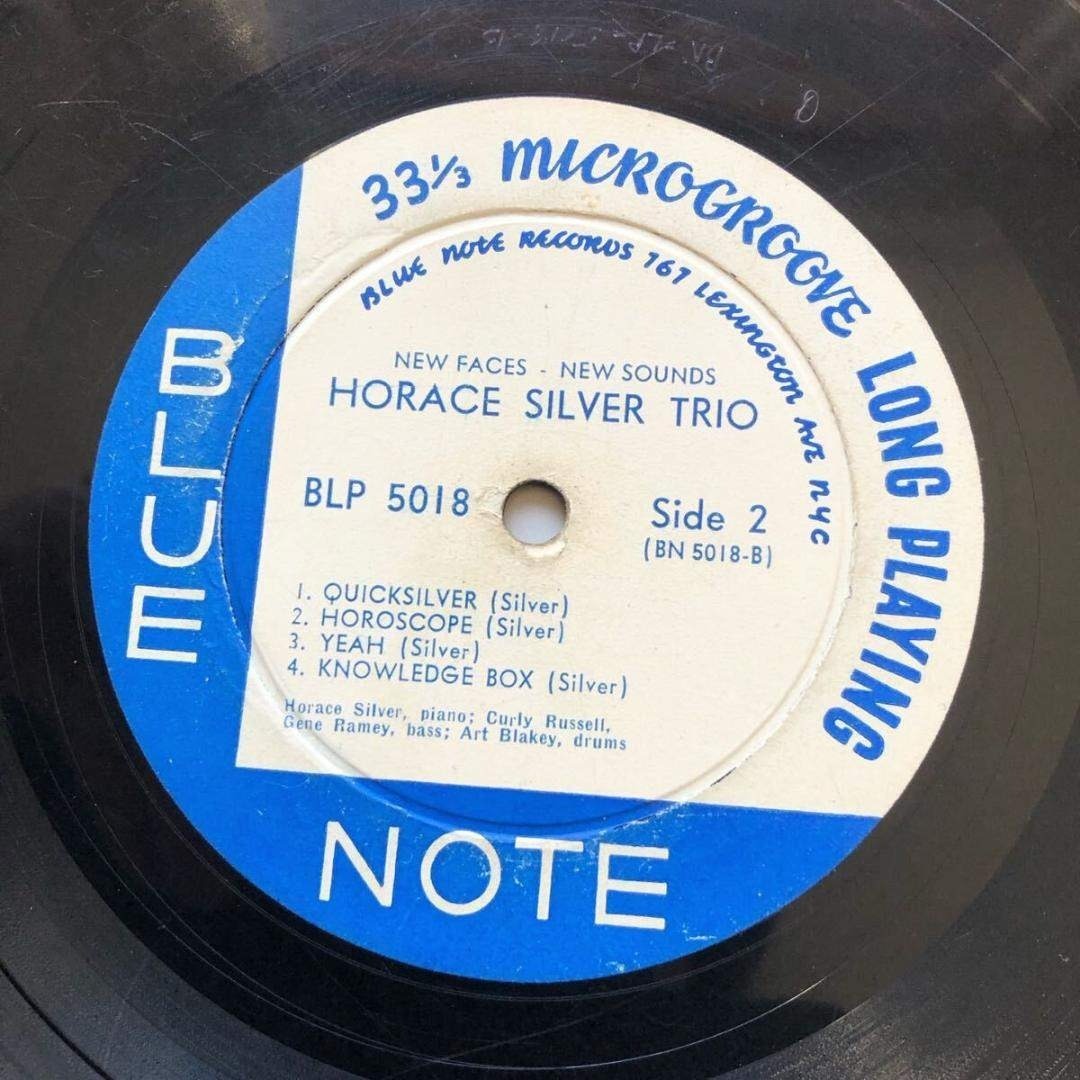 33⅓ MICROGROOVE LONG PLAYING
BLUE NOTE RECORDS 767 LEXINGTON AVE NYC
NEW FACES - NEW SOUNDS
HORACE SILVER TRIO
BLP 5018
Side 2
(BN 5018-B)
1. QUICKSILVER (Silver)
2. HOROSCOPE (Silver)
3. YEAH (Silver)
4. KNOWLEDGE BOX (Silver)
Horace Silver, piano; Curly Russell,
Gene Ramey, bass; Art Blakey, drums
BLUE
NOTE